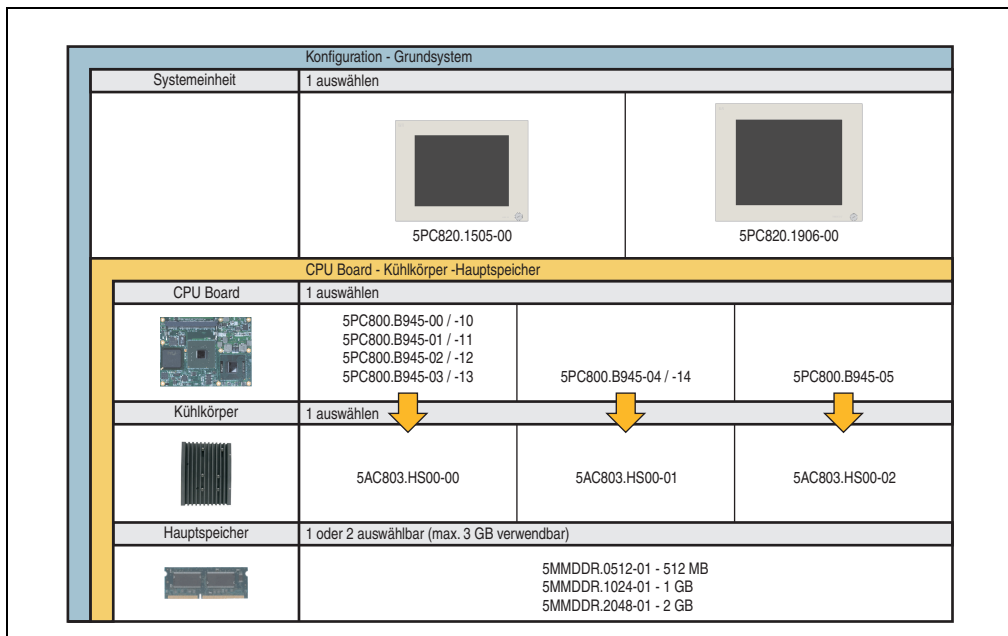 Konfiguration - Grundsystem
Systemeinheit
1 auswählen
5PC820.1505-00
5PC820.1906-00
CPU Board - Kühlkörper -Hauptspeicher
CPU Board
1 auswählen
5PC800.B945-00 / -10
5PC800.B945-01 / -11
5PC800.B945-02 / -12
5PC800.B945-03 / -13
5PC800.B945-04 / -14
5PC800.B945-05
Kühlkörper
1 auswählen
5AC803.HS00-00
5AC803.HS00-01
5AC803.HS00-02
Hauptspeicher
1 oder 2 auswählbar (max. 3 GB verwendbar)
5MMDDR.0512-01 - 512 MB
5MMDDR.1024-01 - 1 GB
5MMDDR.2048-01 - 2 GB